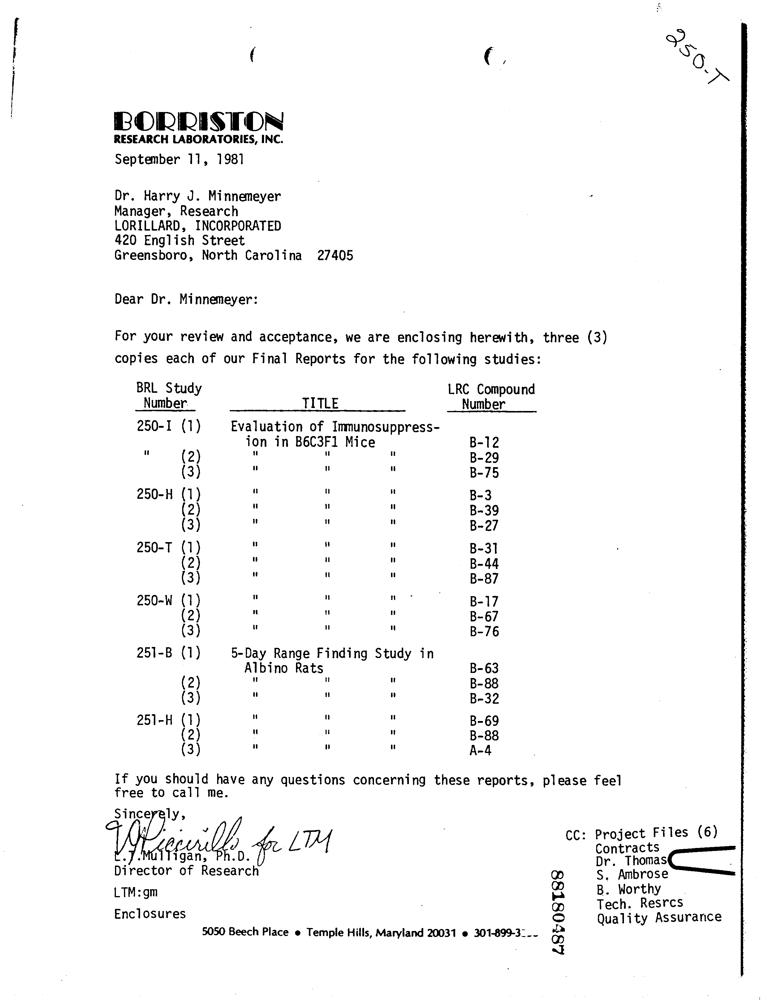 250-T
BORRISTON
RESEARCH LABORATORIES, INC.
September 11, 1981
Dr. Harry J. Minnemeyer
Manager, Research
LORILLARD, INCORPORATED
420 English Street
Greensboro, North Carolina 27405
Dear Dr. Minnemeyer:
For your review and acceptance, we are enclosing herewith, three (3)
copies each of our Final Reports for the following studies:
BRL Study LRC Compound
Number TITLE Number
250-I (1) Evaluation of Immunosuppress-
ion in B6C3F1 Mice B-12
" (2) " " " B-29
(3) " " " B-75
250-H (1) " " " B-3
(2) " " " B-39
(3) " " " B-27
250-T (1) " " " B-31
(2) " " " B-44
(3) " " " B-87
250-W (1) " " " B-17
(2) " " " B-67
(3) " " " B-76
251-B (1) 5-Day Range Finding Study in
Albino Rats B-63
(2) " " " B-88
(3) " " " B-32
251-H (1) " " " B-69
(2) " " " B-88
(3) " " " A-4
If you should have any questions concerning these reports, please feel
free to call me.
Sincerely,
for LTM
L.T. Mulligan, Ph.D.
Director of Research
LTM:gm
Enclosures
CC: Project Files (6)
Contracts
Dr. Thomas
S. Ambrose
B. Worthy
Tech. Resrcs
Quality Assurance
88180487
5050 Beech Place • Temple Hills, Maryland 20031 • 301-899-3